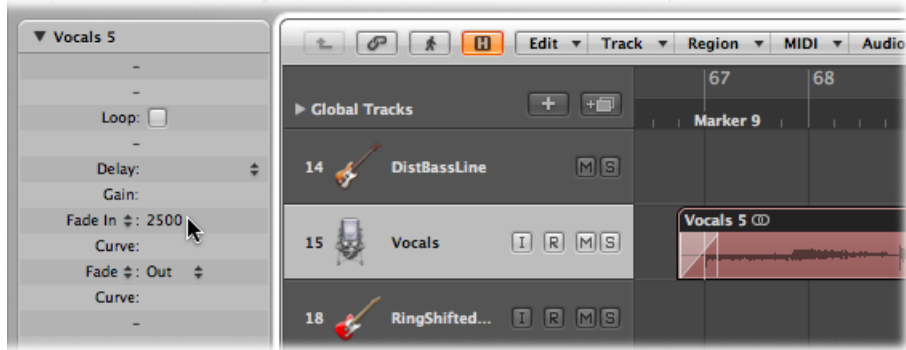 Vocals 5
–
–
Loop:
–
Delay:
Gain:
Fade In : 2500
Curve:
Fade : Out
Curve:
–
H Edit Track Region MIDI Audio
67 68
Global Tracks
Marker 9
14 DistBassLine M S
15 Vocals I R M S
Vocals 5
18 RingShifted... I R M S